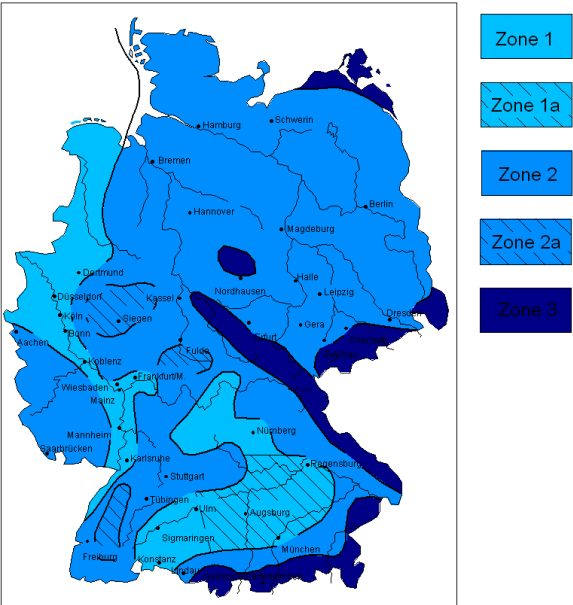 Zone 1
Zone 1a
Zone 2
Zone 2a
Zone 3
Hamburg
Schwerin
Bremen
Berlin
Hannover
Magdeburg
Dortmund
Halle
Nordhausen
Leipzig
Düsseldorf
Kassel
Köln
Siegen
Dresden
Gera
Erfurt
Bonn
Aachen
Chemnitz
Fulda
Koblenz
Frankfurt/M.
Wiesbaden
Mainz
Mannheim
Nürnberg
Saarbrücken
Karlsruhe
Regensburg
Stuttgart
Tübingen
Ulm
Augsburg
Sigmaringen
München
Freiburg
Konstanz
Lindau